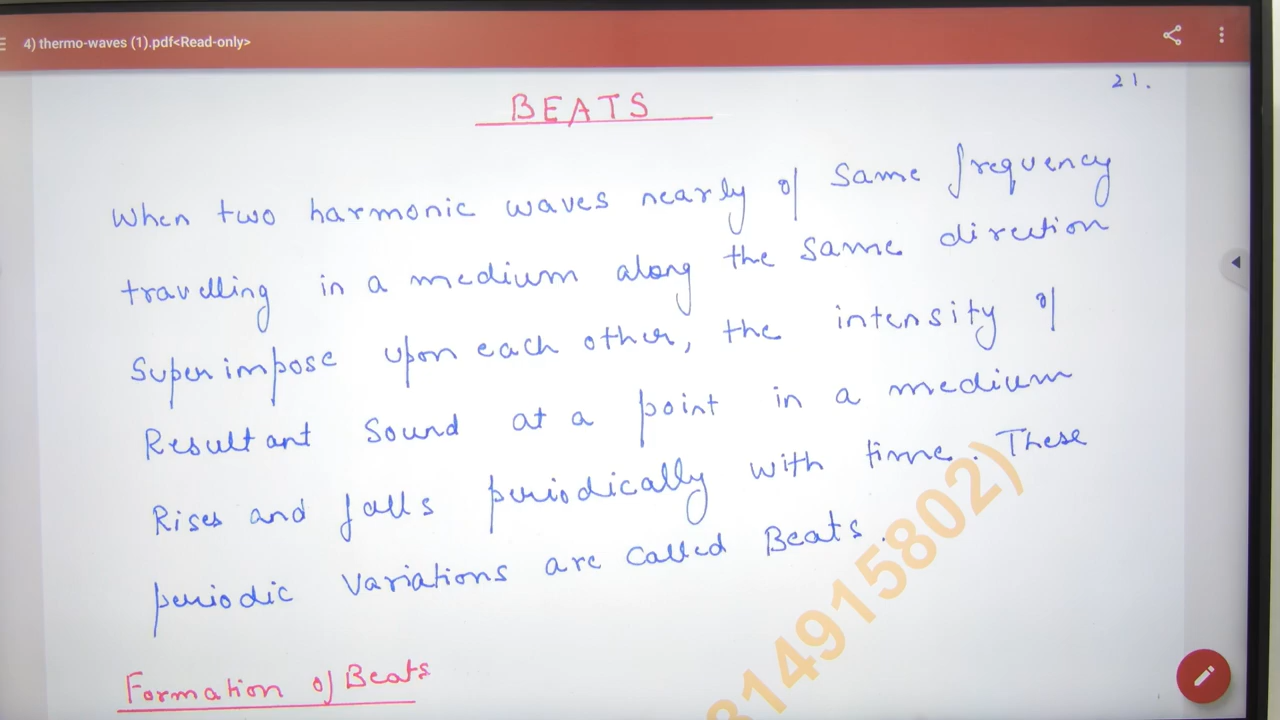 4) thermo-waves (1).pdf<Read-only>
21.
BEATS
When two harmonic waves nearly of same frequency
travelling in a medium along the same direction
Superimpose upon each other, the intensity of
Resultant Sound at a point in a medium
Rises and falls periodically with time. These
periodic Variations are called Beats.
814915802)
Formation of Beats